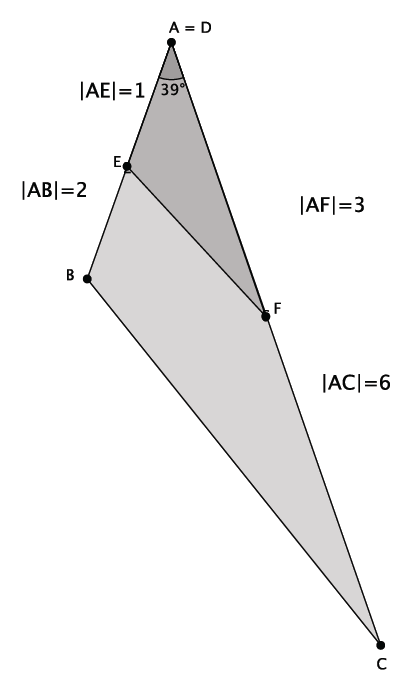 A = D
|AE|=1
39°
E
|AB|=2
|AF|=3
B
F
|AC|=6
C